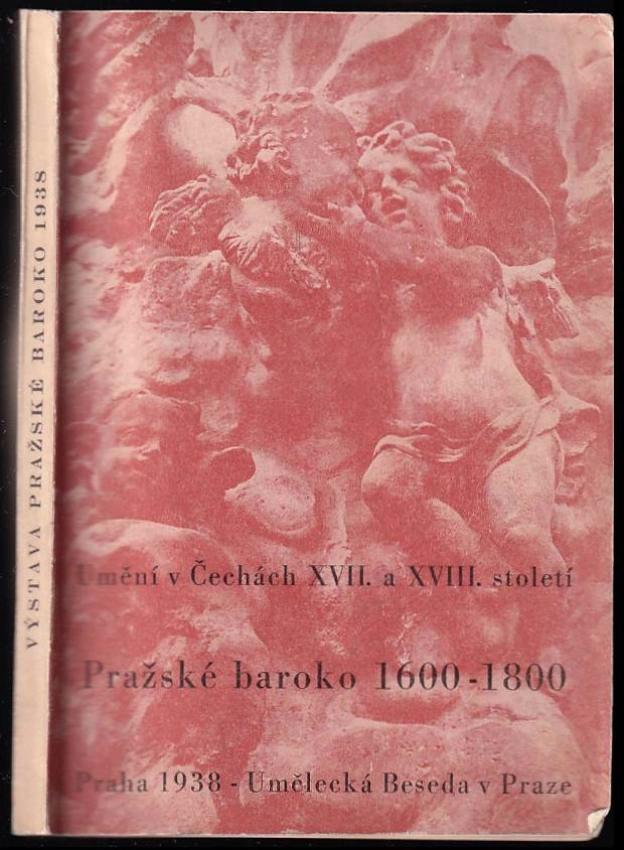 VÝSTAVA PRAŽSKÉ BAROKO 1938
Umění v Čechách XVII. a XVIII. století
Pražské baroko 1600-1800
Praha 1938 - Umělecká Beseda v Praze